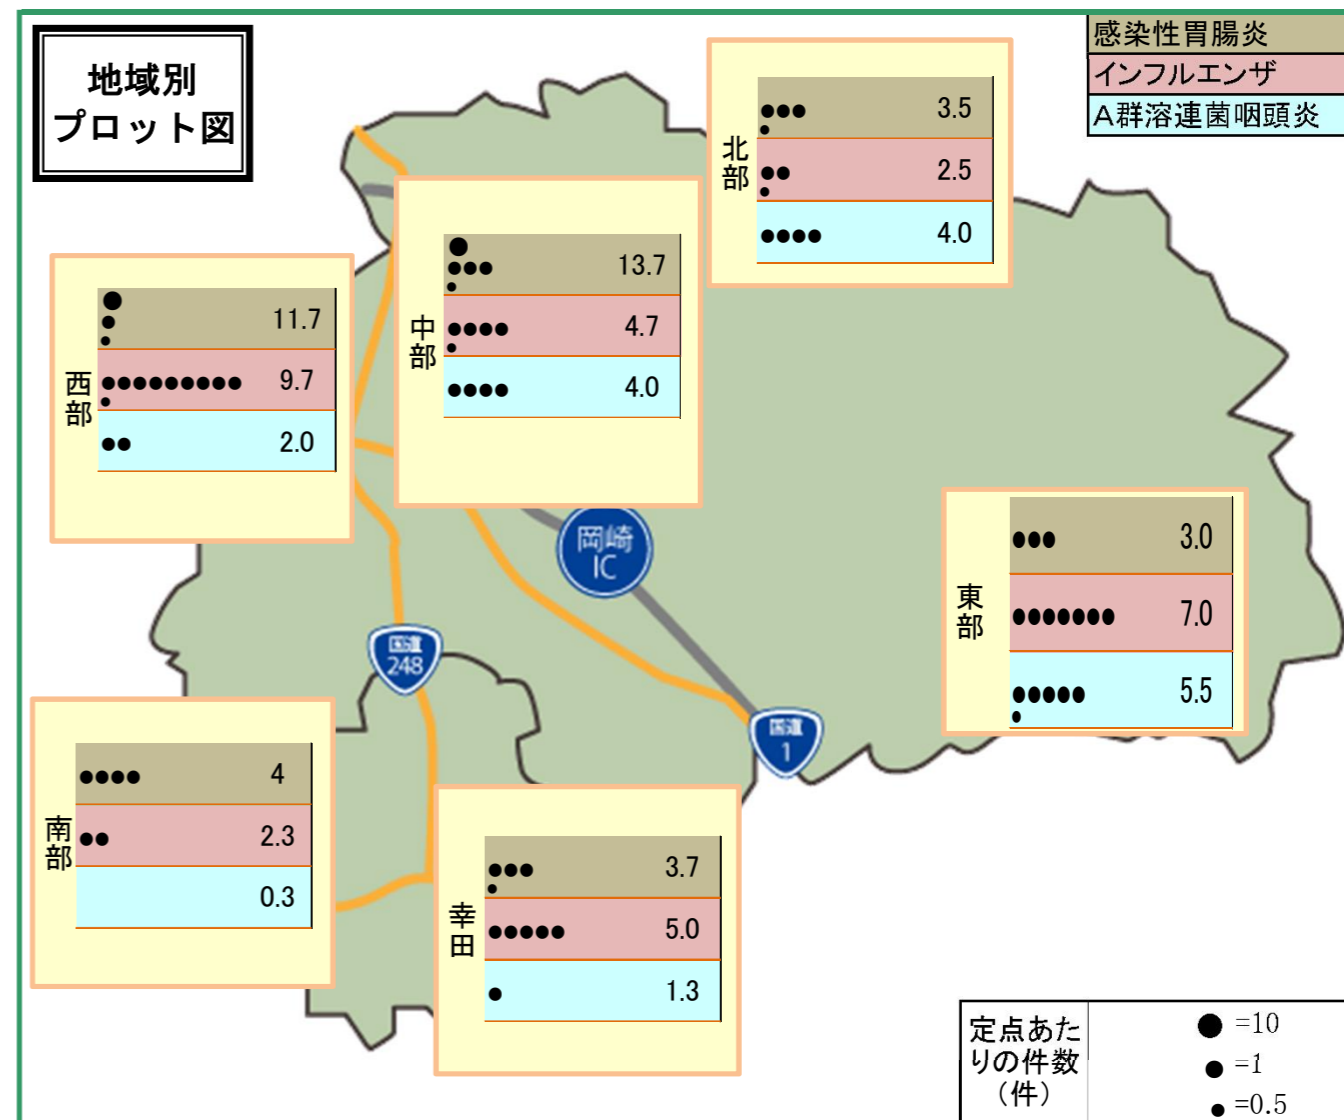 地域別
プロット図
感染性胃腸炎
インフルエンザ
A群溶連菌咽頭炎
北部
3.5
2.5
4.0
中部
13.7
4.7
4.0
西部
11.7
9.7
2.0
岡崎
IC
東部
3.0
7.0
5.5
国道
248
国道
1
南部
4
2.3
0.3
幸田
3.7
5.0
1.3
定点あた
りの件数
（件）
=10
=1
=0.5